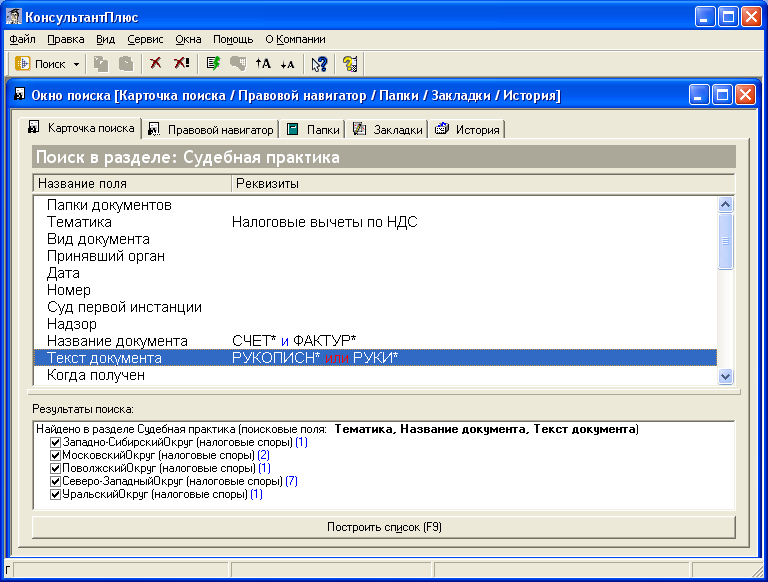 КонсультантПлюс
Файл Правка Вид Сервис Окна Помощь О Компании
Поиск
Окно поиска [Карточка поиска / Правовой навигатор / Папки / Закладки / История]
Карточка поиска Правовой навигатор Папки Закладки История
Поиск в разделе: Судебная практика
Название поля Реквизиты
Папки документов
Тематика Налоговые вычеты по НДС
Вид документа
Принявший орган
Дата
Номер
Суд первой инстанции
Надзор
Название документа СЧЕТ* и ФАКТУР*
Текст документа РУКОПИСН* или РУКИ*
Когда получен
Результаты поиска:
Найдено в разделе Судебная практика (поисковые поля: Тематика, Название документа, Текст документа)
Западно-СибирскийОкруг (налоговые споры) (1)
МосковскийОкруг (налоговые споры) (2)
ПоволжскийОкруг (налоговые споры) (1)
Северо-ЗападныйОкруг (налоговые споры) (7)
УральскийОкруг (налоговые споры) (1)
Построить список (F9)